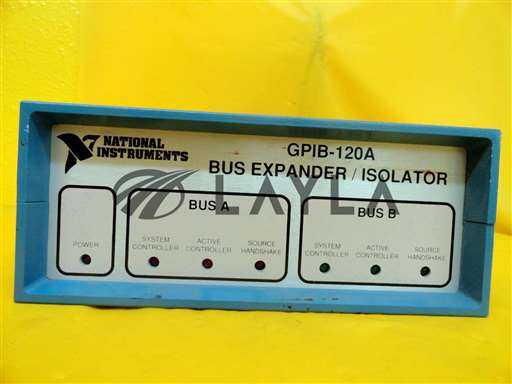 NATIONAL
INSTRUMENTS
GPIB-120A
BUS EXPANDER / ISOLATOR
LAYLA
POWER
BUS A
SYSTEM
CONTROLLER
ACTIVE
CONTROLLER
SOURCE
HANDSHAKE
BUS B
SYSTEM
CONTROLLER
ACTIVE
CONTROLLER
SOURCE
HANDSHAKE